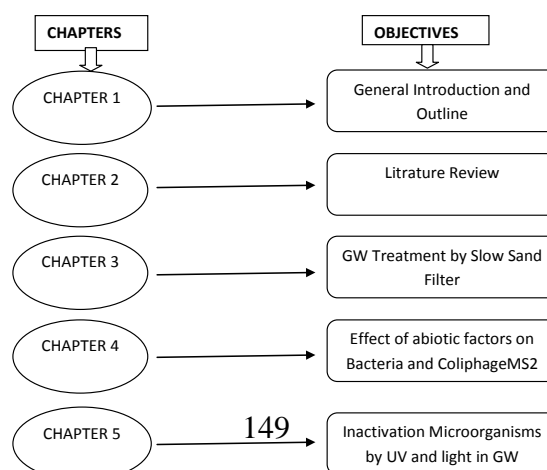 CHAPTERS
OBJECTIVES
CHAPTER 1
General Introduction and
Outline
CHAPTER 2
Litrature Review
CHAPTER 3
GW Treatment by Slow Sand
Filter
CHAPTER 4
Effect of abiotic factors on
Bacteria and ColiphageMS2
CHAPTER 5
149
Inactivation Microorganisms
by UV and light in GW